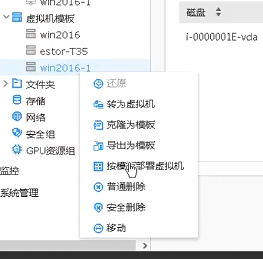 win2016-1
虚拟机模板
win2016
estor-T35
win2016-1
文件夹
存储
网络
安全组
GPU资源组
监控
系统管理
还原
转为虚拟机
克隆为模板
导出为模板
按模板部署虚拟机
普通删除
安全删除
移动
磁盘
i-0000001E-vda